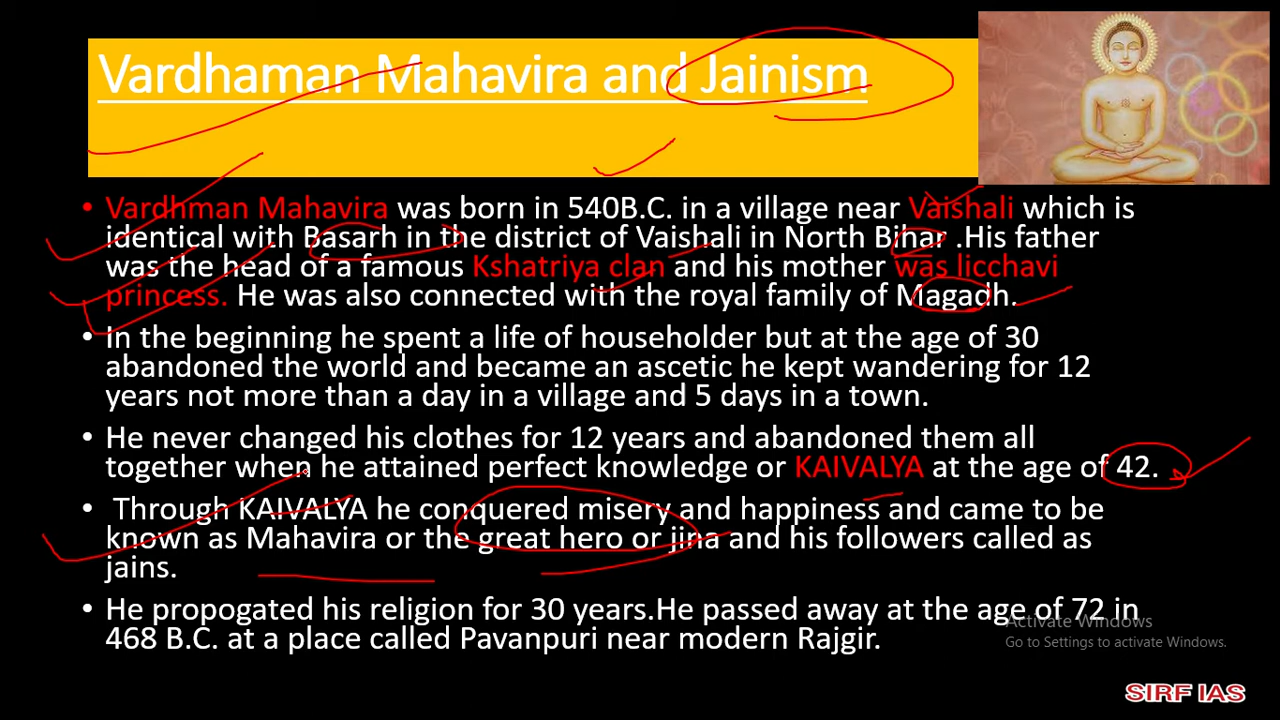 Vardhaman Mahavira and Jainism
• Vardhman Mahavira was born in 540B.C. in a village near Vaishali which is
identical with Basarh in the district of Vaishali in North Bihar .His father
was the head of a famous Kshatriya clan and his mother was licchavi
princess. He was also connected with the royal family of Magadh.
• In the beginning he spent a life of householder but at the age of 30
abandoned the world and became an ascetic he kept wandering for 12
years not more than a day in a village and 5 days in a town.
• He never changed his clothes for 12 years and abandoned them all
together when he attained perfect knowledge or KAIVALYA at the age of 42.
• Through KAIVALYA he conquered misery and happiness and came to be
known as Mahavira or the great hero or jina and his followers called as
jains.
• He propogated his religion for 30 years.He passed away at the age of 72 in
468 B.C. at a place called Pavanpuri near modern Rajgir.
Activate Windows
Go to Settings to activate Windows.
SIRF IAS